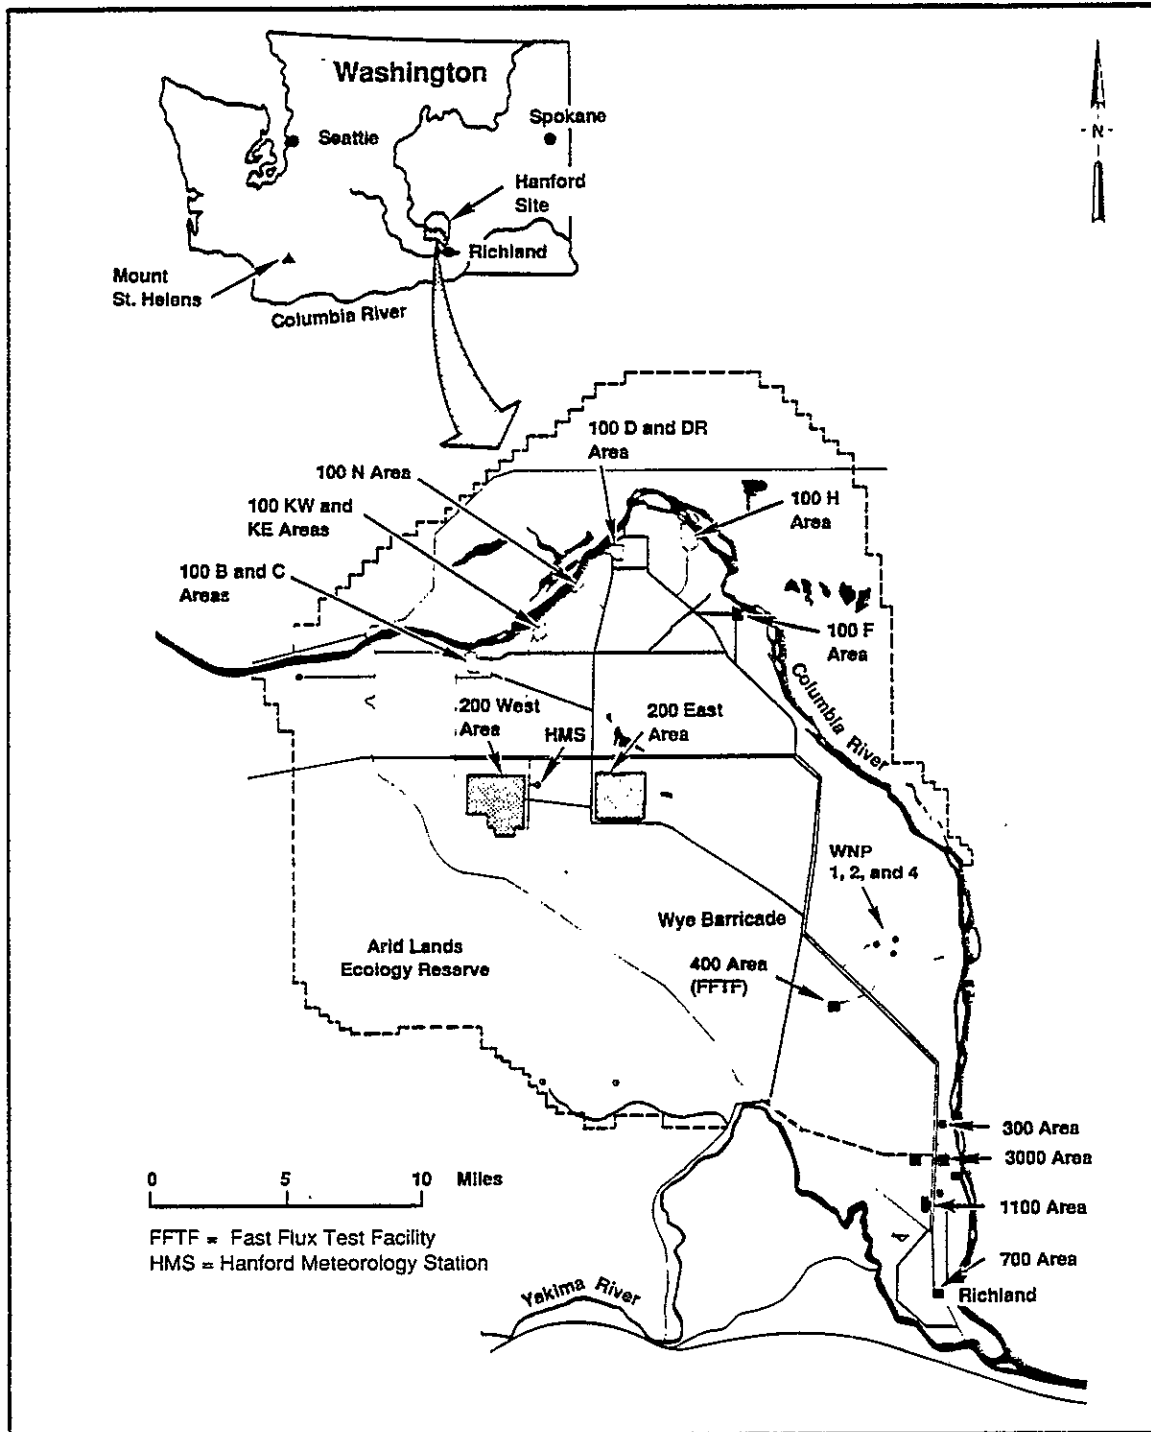 Washington
Spokane
Seattle
Hanford
Site
Richland
Mount
St. Helens
Columbia River
N
100 D and DR
Area
100 N Area
100 KW and
KE Areas
100 H
Area
100 B and C
Areas
100 F
Area
Columbia River
200 West
Area
HMS
200 East
Area
WNP
1, 2, and 4
Wye Barricade
Arid Lands
Ecology Reserve
400 Area
(FFTF)
300 Area
3000 Area
0 5 10 Miles
1100 Area
FFTF = Fast Flux Test Facility
HMS = Hanford Meteorology Station
700 Area
Richland
Yakima River